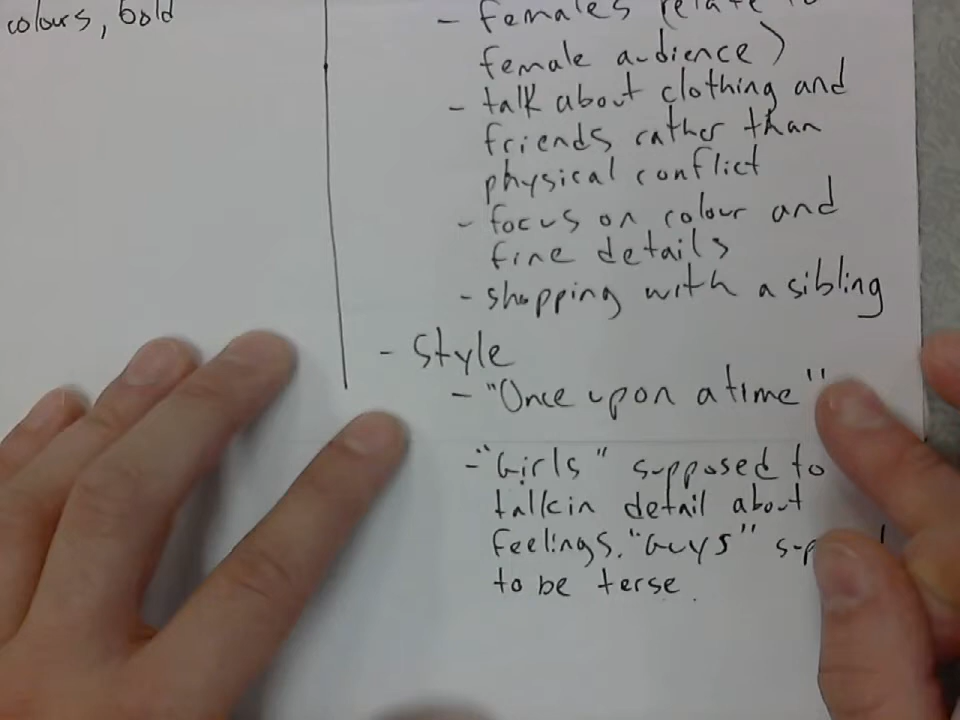 colours, bold
- females relate to
female audience)
- talk about clothing and
friends rather than
physical conflict
- focus on colour and
fine details
- shopping with a sibling
- Style
- "Once upon a time"
- "Girls" supposed to
talk in detail about
feelings. "Guys"
to be terse.